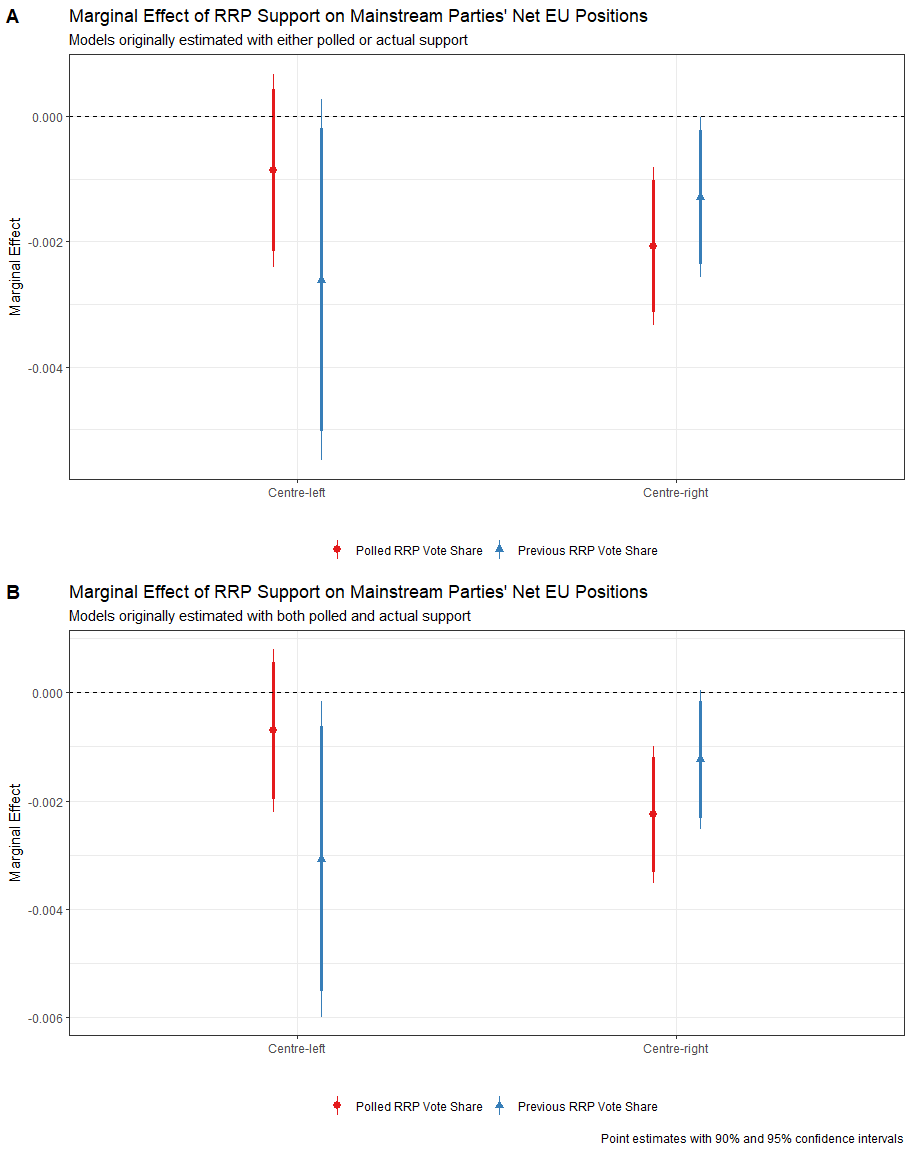 A
Marginal Effect of RRP Support on Mainstream Parties' Net EU Positions
Models originally estimated with either polled or actual support
Marginal Effect
0.000
-0.002
-0.004
Centre-left Centre-right
Polled RRP Vote Share Previous RRP Vote Share
B
Marginal Effect of RRP Support on Mainstream Parties' Net EU Positions
Models originally estimated with both polled and actual support
Marginal Effect
0.000
-0.002
-0.004
-0.006
Centre-left Centre-right
Polled RRP Vote Share Previous RRP Vote Share
Point estimates with 90% and 95% confidence intervals